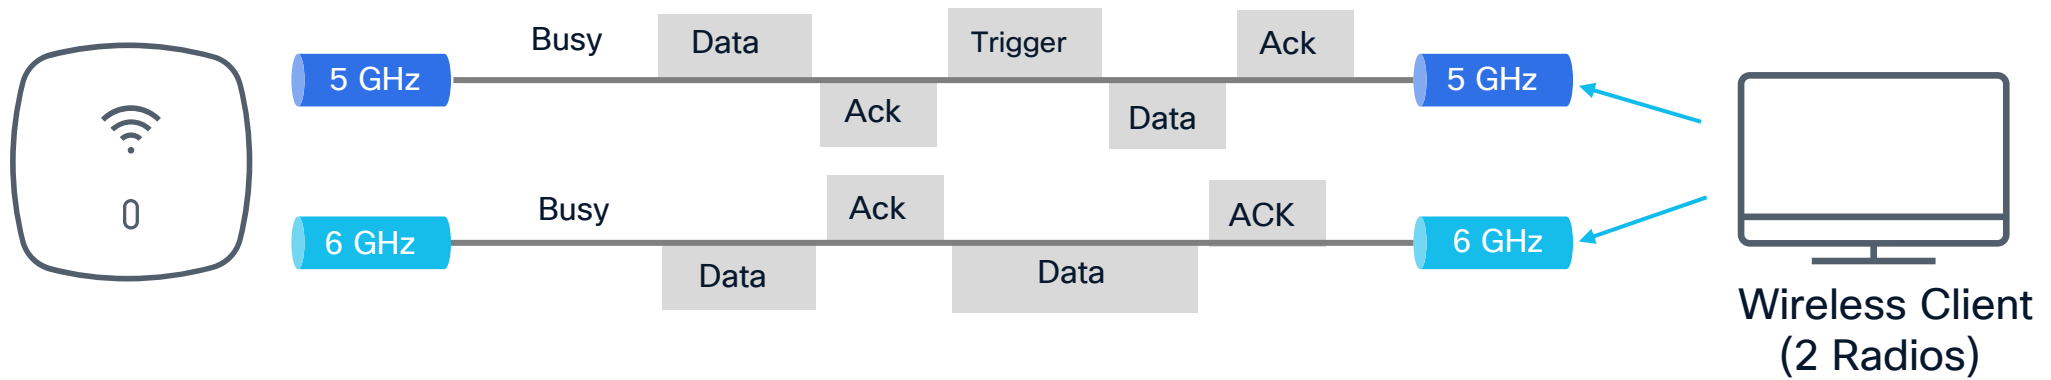 Busy
Data
Trigger
Ack
5 GHz
5 GHz
Ack
Data
Busy
Ack
ACK
6 GHz
6 GHz
Data
Data
Wireless Client
(2 Radios)